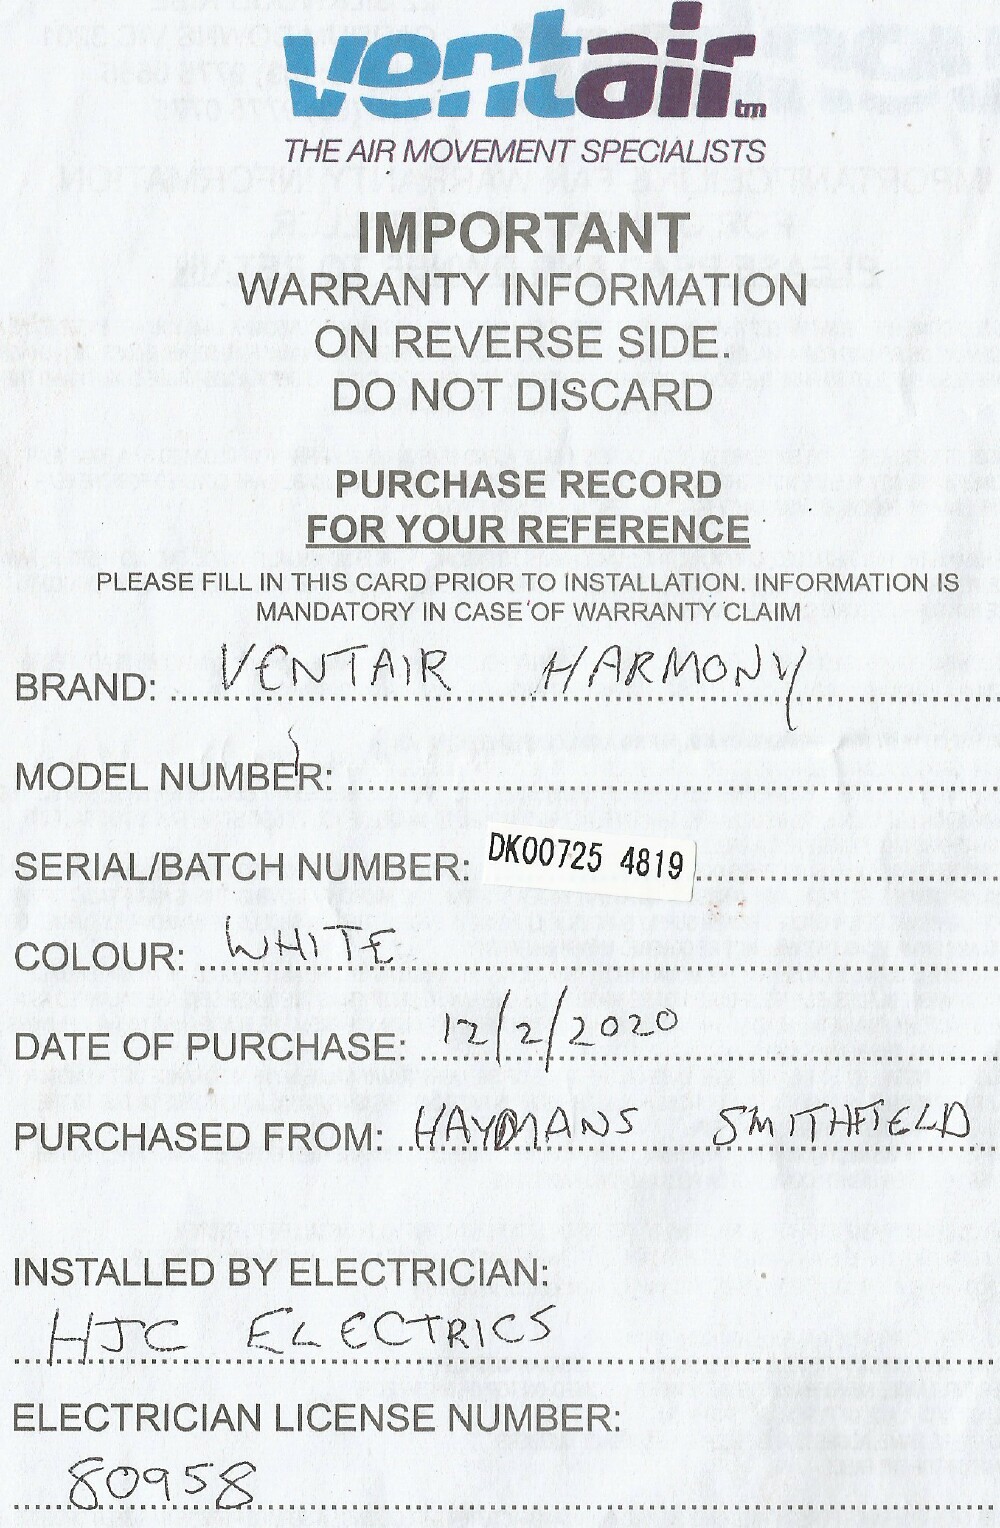 ventair tm
THE AIR MOVEMENT SPECIALISTS
IMPORTANT
WARRANTY INFORMATION
ON REVERSE SIDE.
DO NOT DISCARD
PURCHASE RECORD
FOR YOUR REFERENCE
PLEASE FILL IN THIS CARD PRIOR TO INSTALLATION. INFORMATION IS
MANDATORY IN CASE OF WARRANTY CLAIM
BRAND: VENTAIR HARMONY
MODEL NUMBER:
SERIAL/BATCH NUMBER: DK00725 4819
COLOUR: WHITE
DATE OF PURCHASE: 12/2/2020
PURCHASED FROM: HAYMANS SMITHFIELD
INSTALLED BY ELECTRICIAN:
HJC ELECTRICS
ELECTRICIAN LICENSE NUMBER:
80958